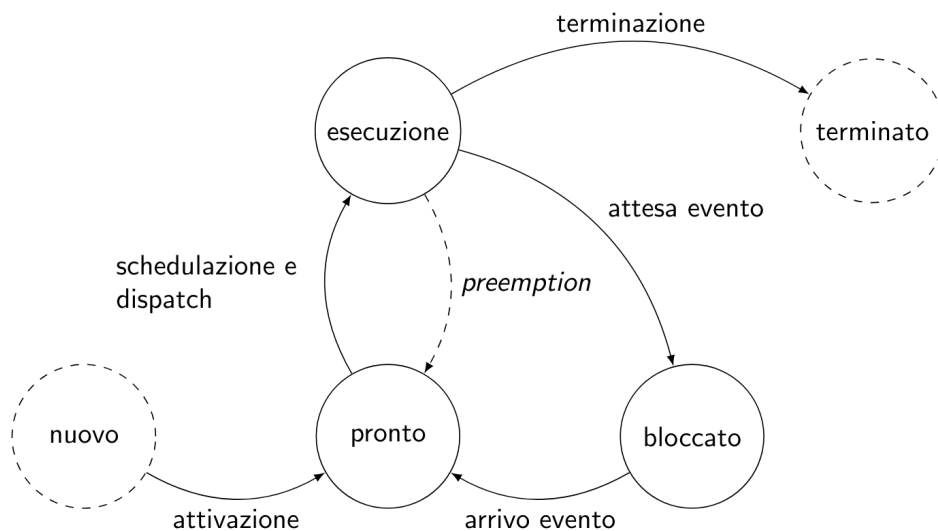 terminazione
esecuzione
terminato
attesa evento
schedulazione e
dispatch
preemption
nuovo
pronto
bloccato
attivazione
arrivo evento